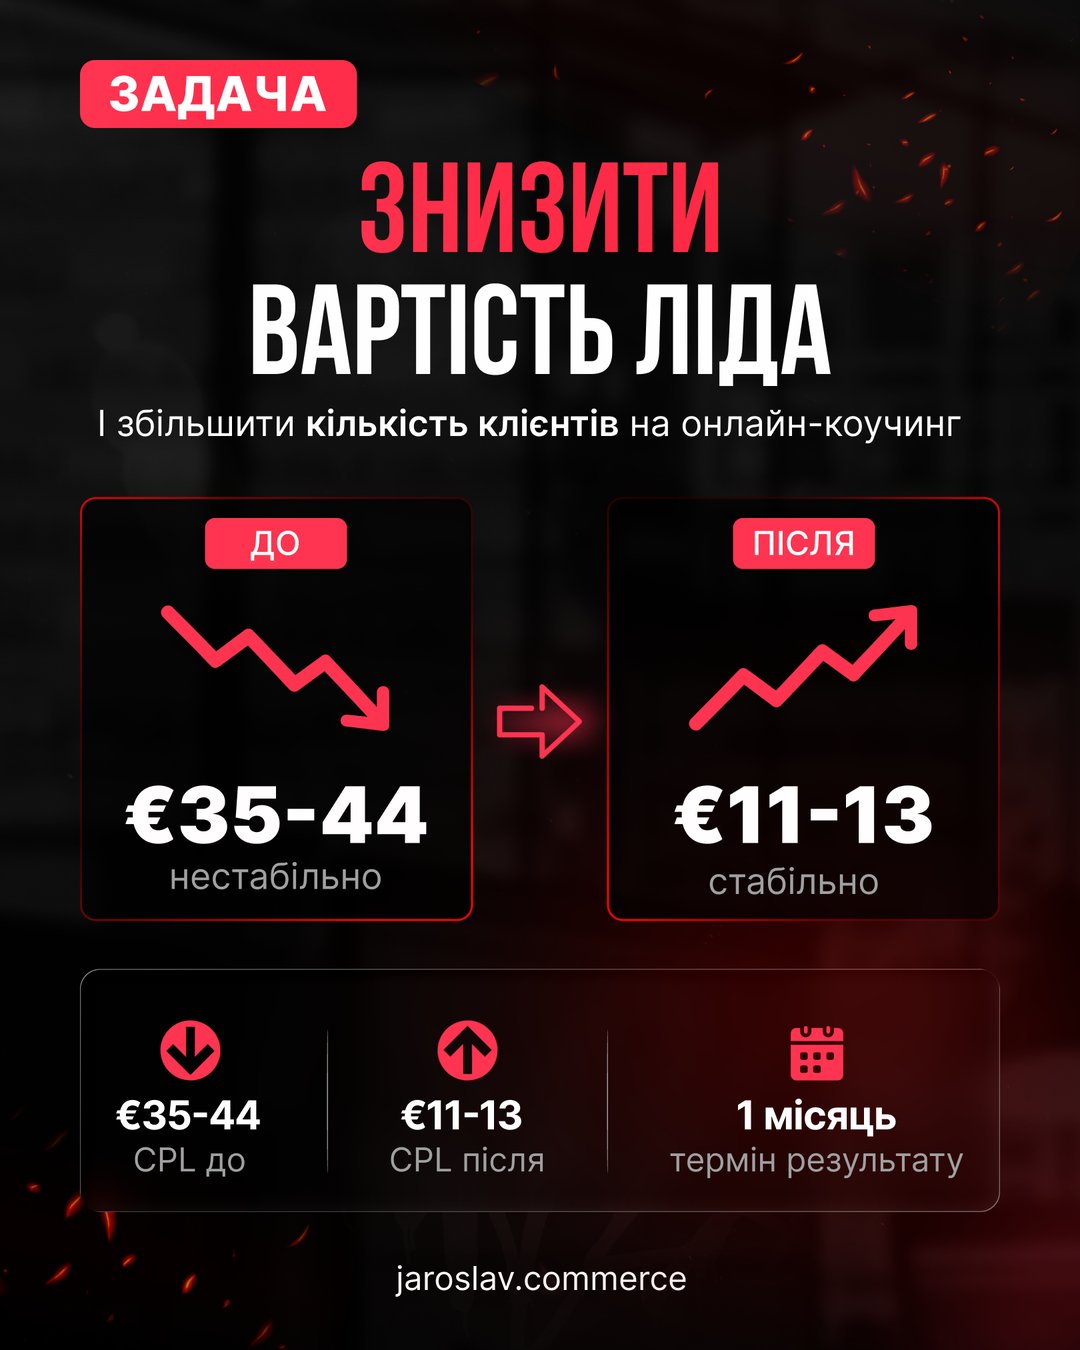 ЗАДАЧА
ЗНИЗИТИ
ВАРТІСТЬ ЛІДА
І збільшити кількість клієнтів на онлайн-коучинг
ДО
€35-44
нестабільно
ПІСЛЯ
€11-13
стабільно
€35-44
CPL до
€11-13
CPL після
1 місяць
термін результату
jaroslav.commerce